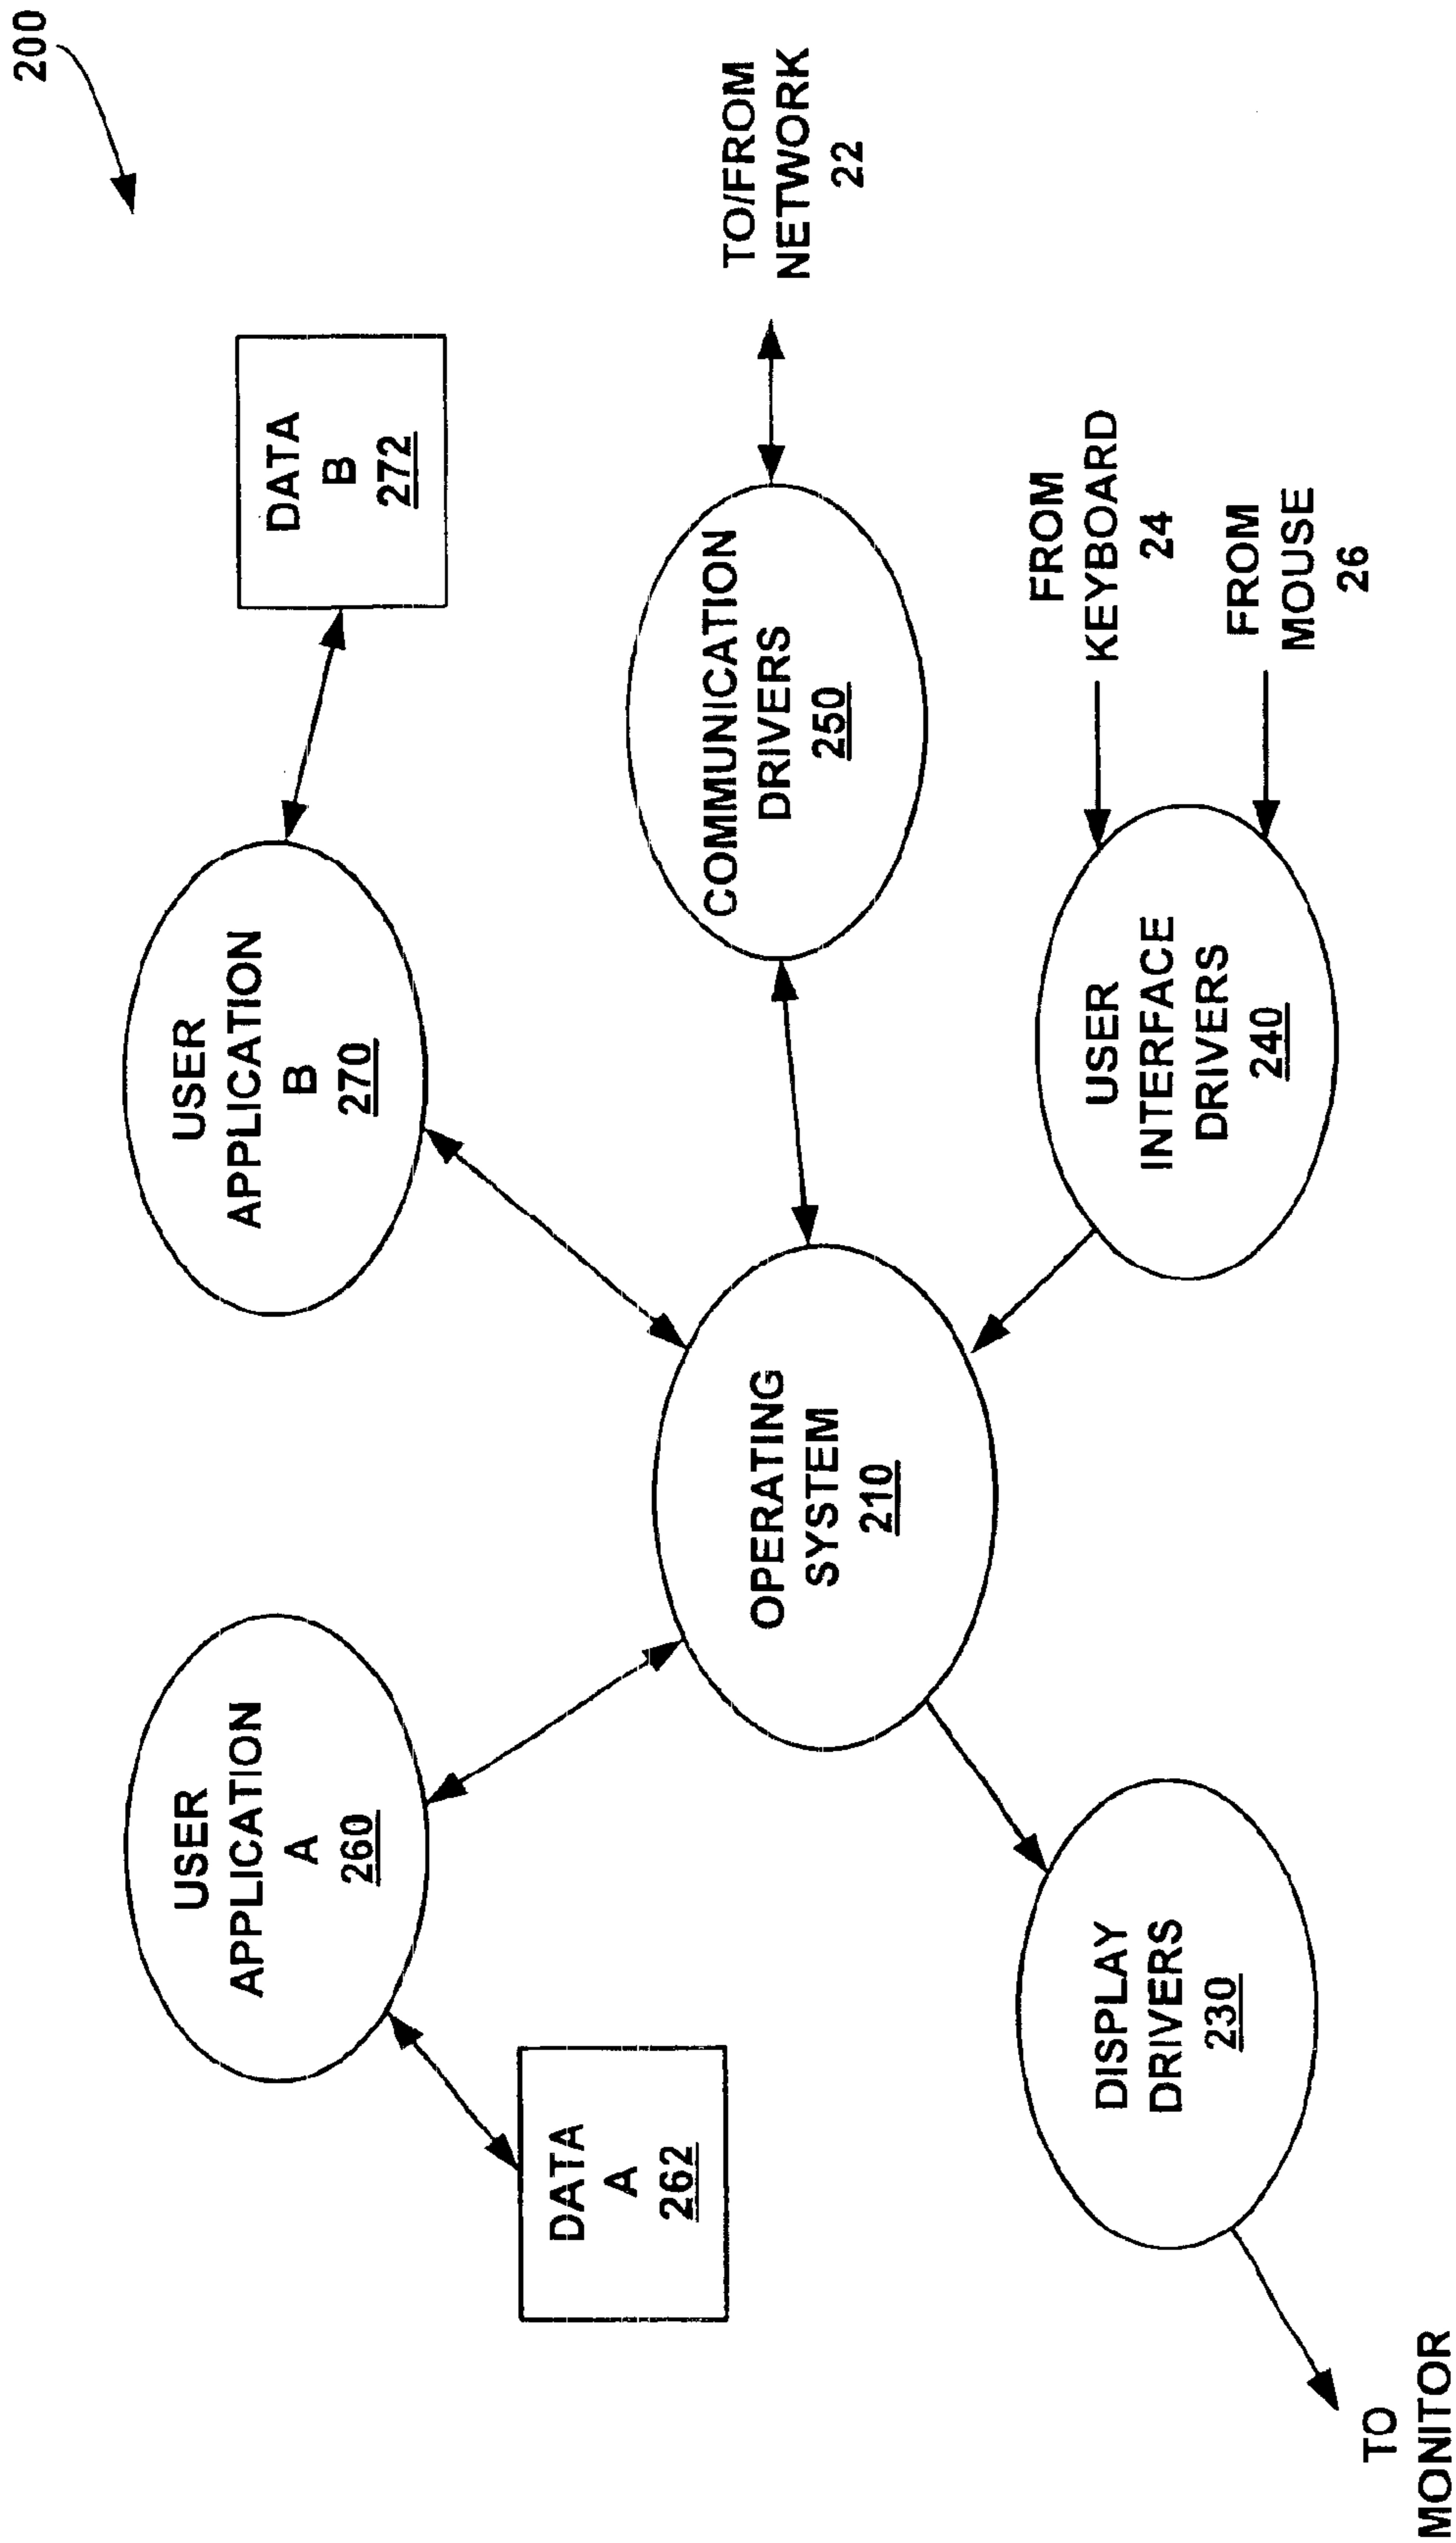 200
USER
APPLICATION
A
260
USER
APPLICATION
B
270
DATA
B
272
DATA
A
262
OPERATING
SYSTEM
210
COMMUNICATION
DRIVERS
250
TO/FROM
NETWORK
22
DISPLAY
DRIVERS
230
USER
INTERFACE
DRIVERS
240
FROM
KEYBOARD
24
FROM
MOUSE
26
TO
MONITOR